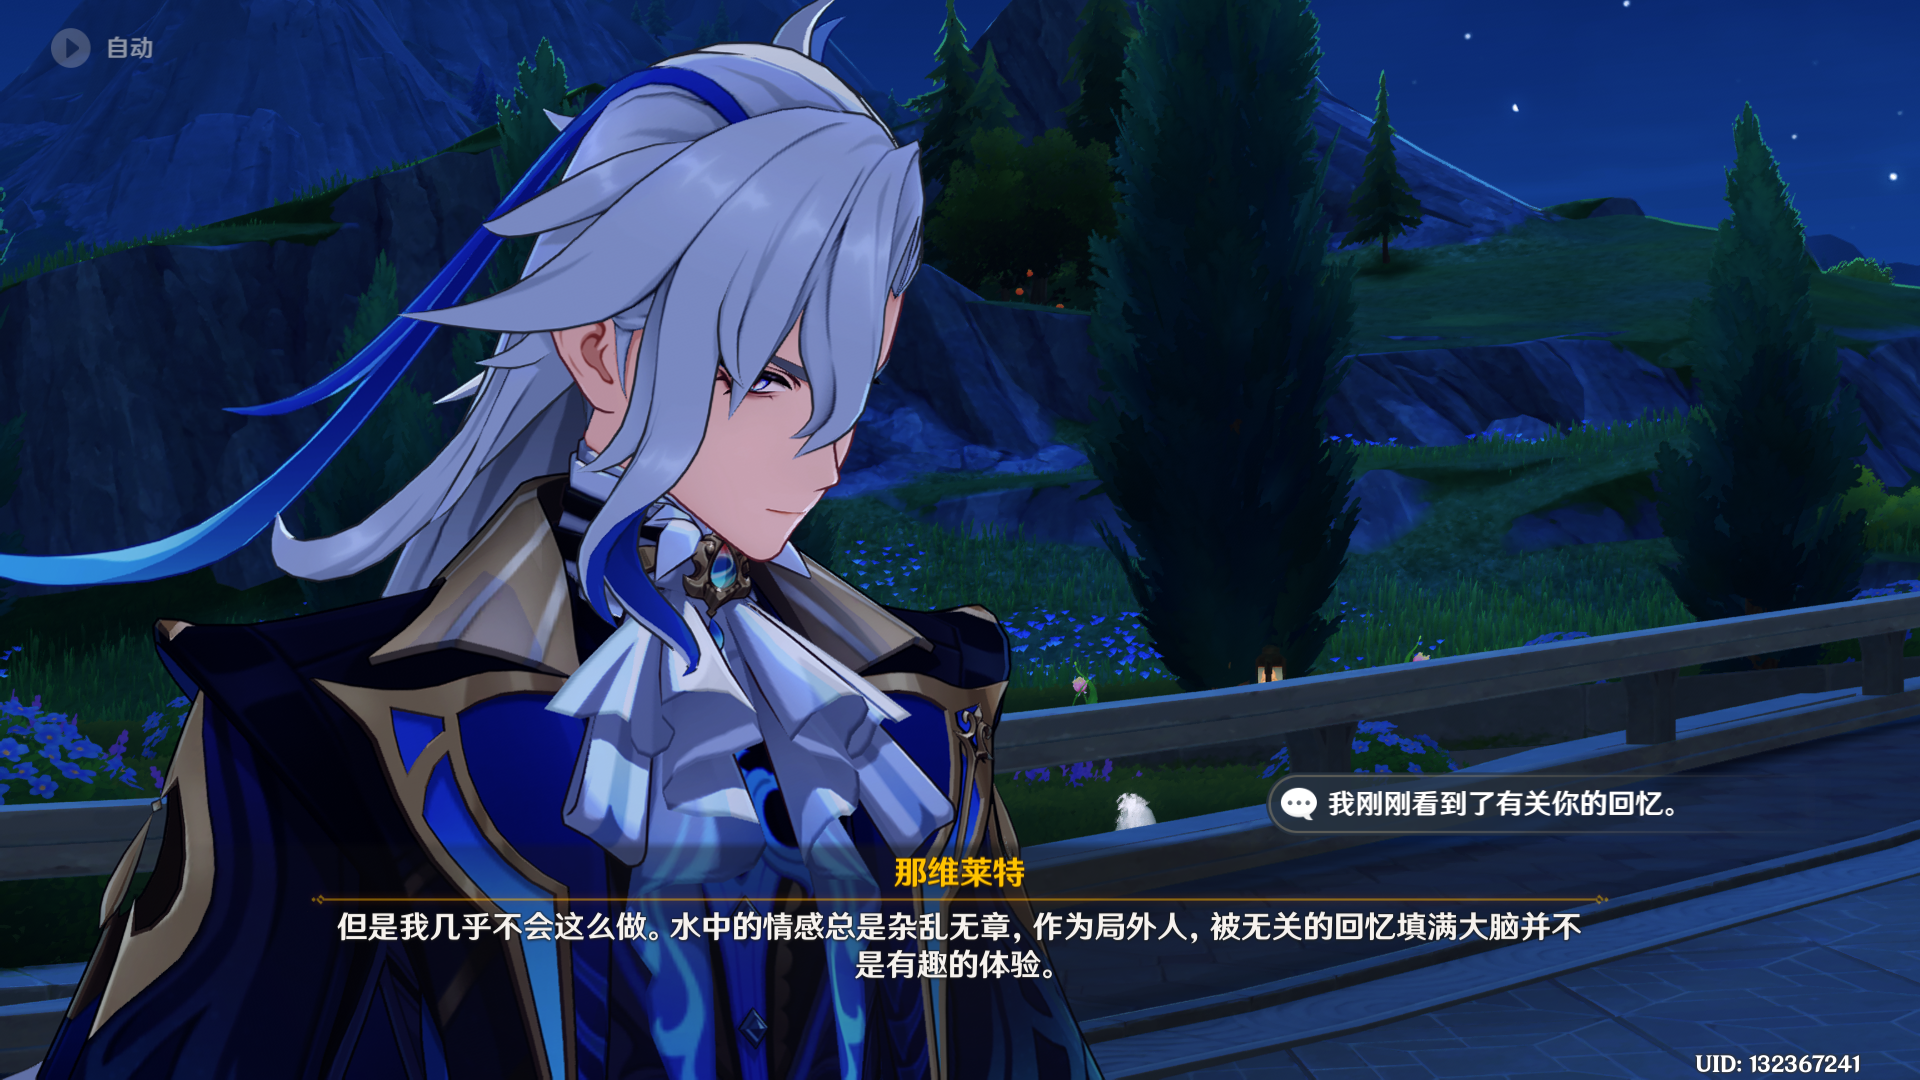 自动
我刚刚看到了有关你的回忆。
那维莱特
但是我几乎不会这么做。水中的情感总是杂乱无章,作为局外人,被无关的回忆填满大脑并不
是有趣的体验。
UID: 132367241